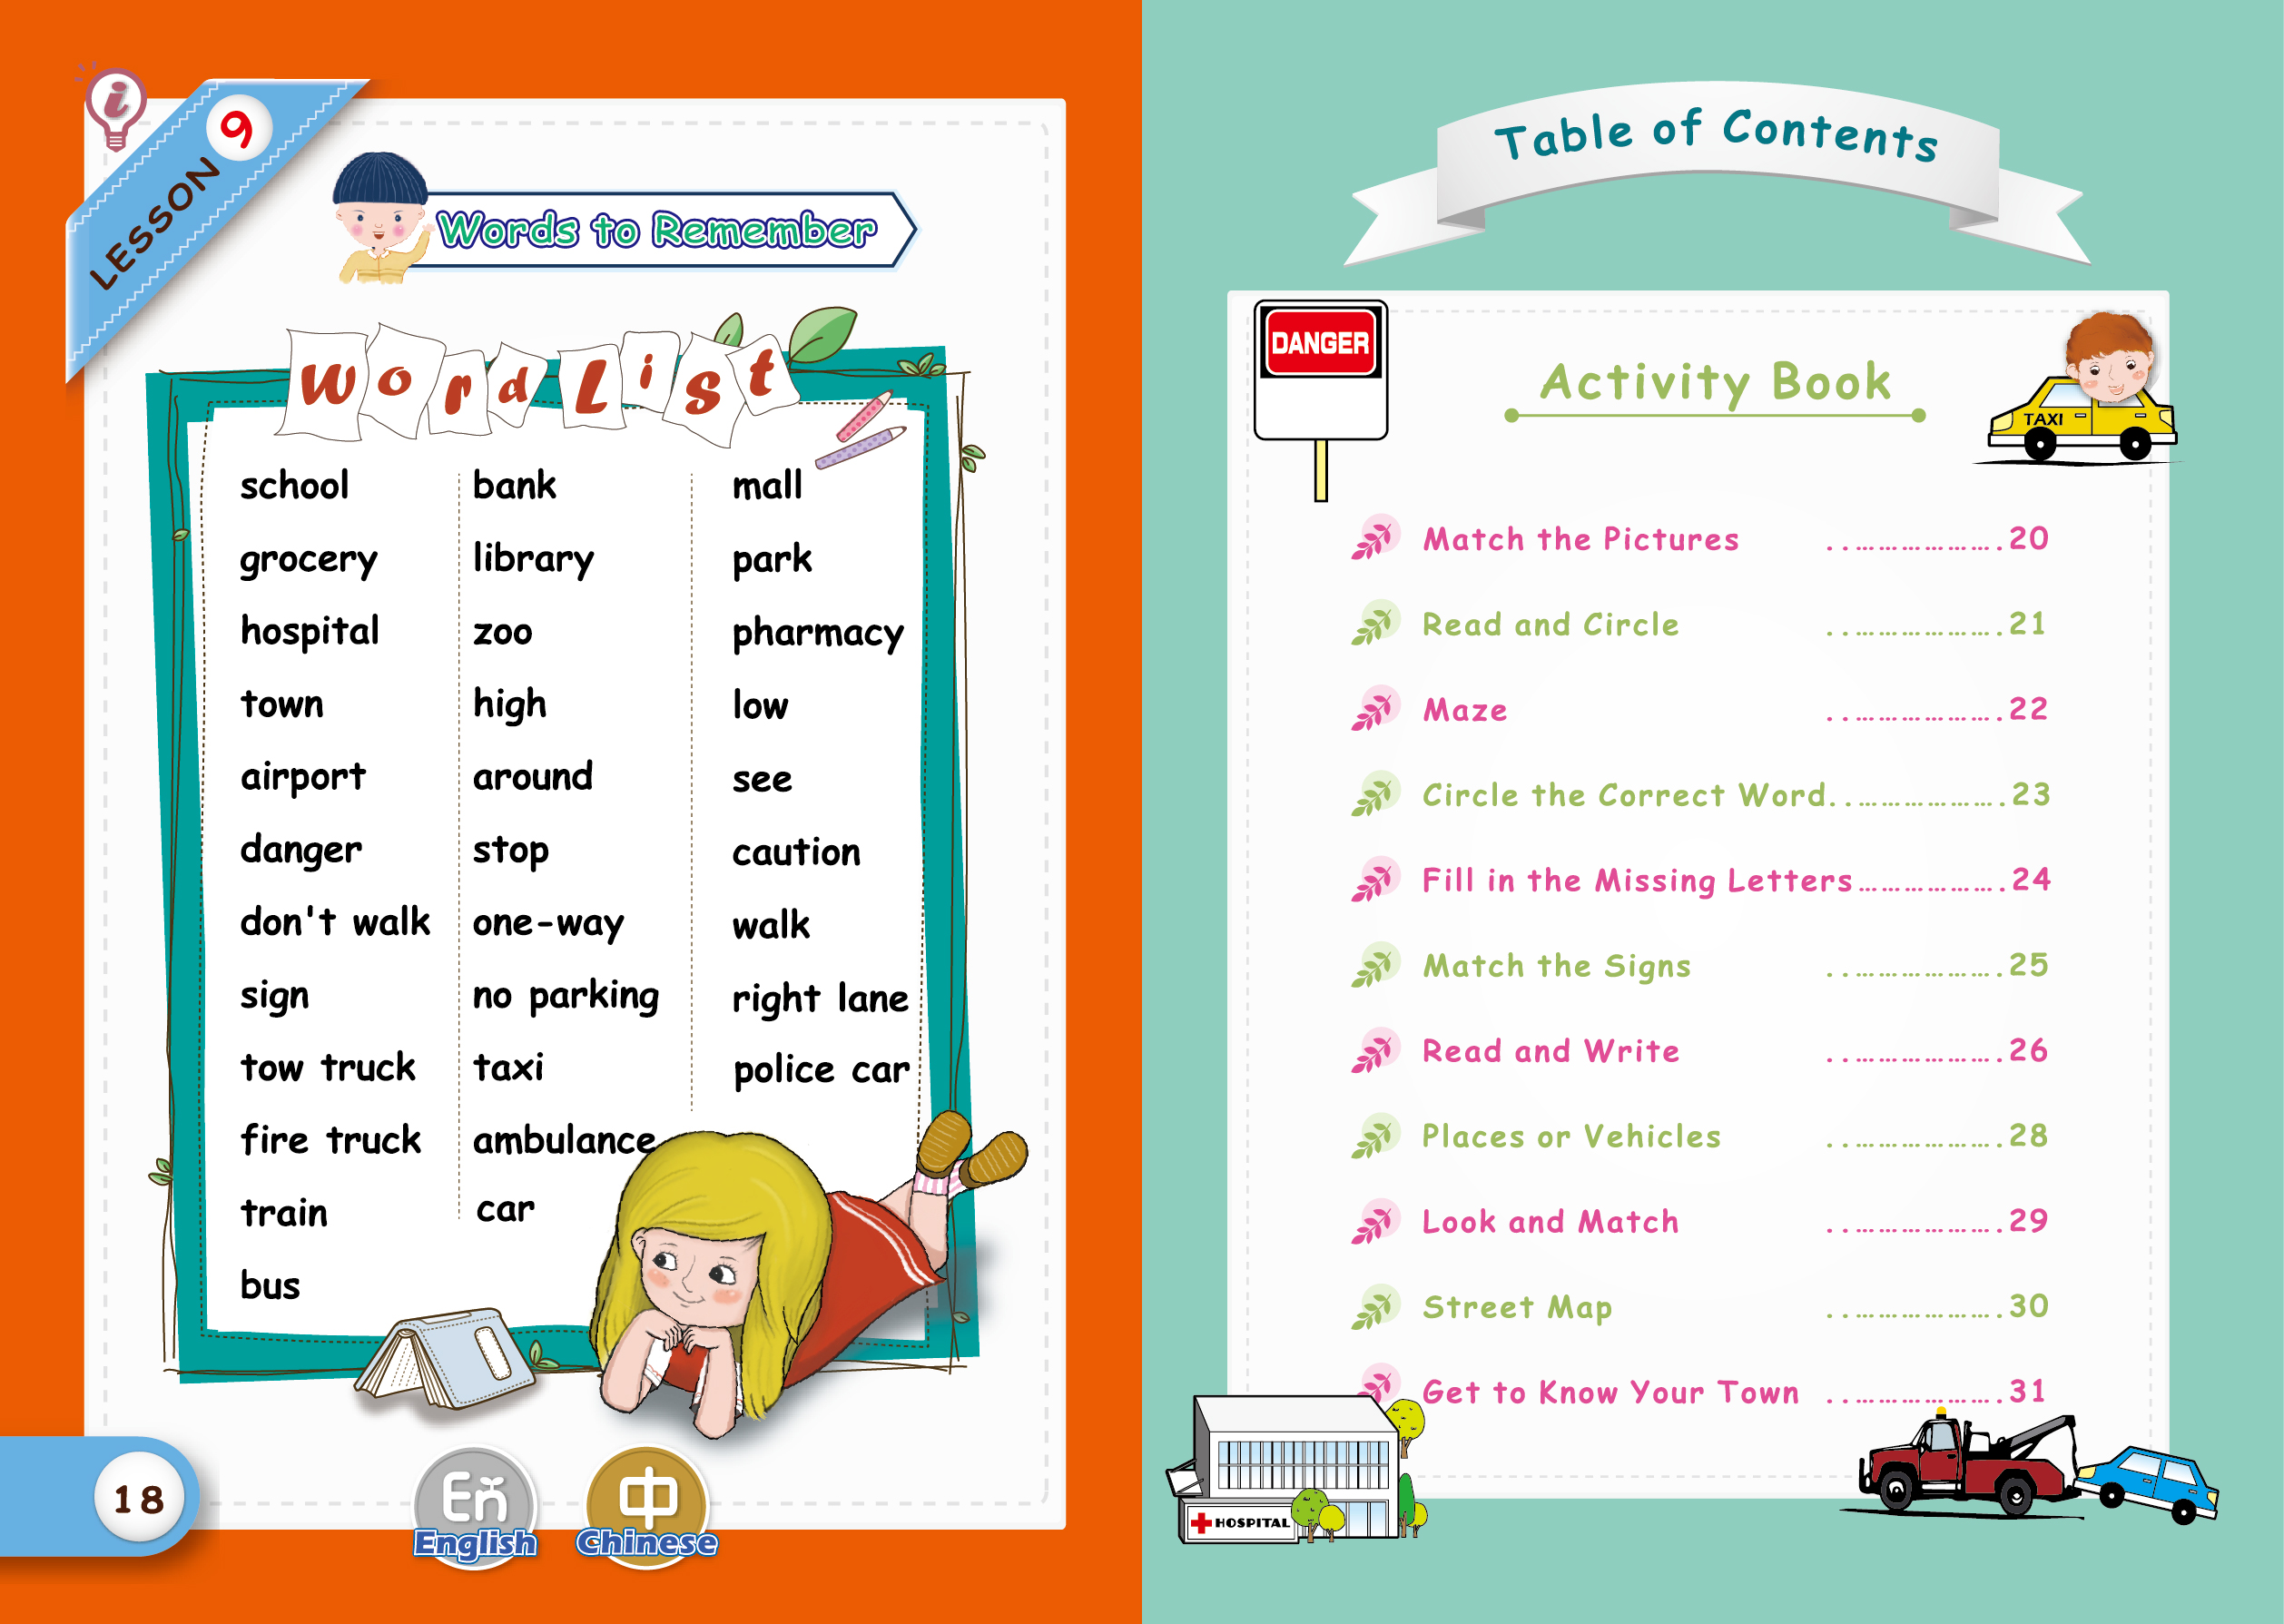 LESSON 9
Words to Remember
Word List
school bank mall
grocery library park
hospital zoo pharmacy
town high low
airport around see
danger stop caution
don't walk one-way walk
sign no parking right lane
tow truck taxi police car
fire truck ambulance
train car
bus
18
En
English
中
Chinese
Table of Contents
DANGER
Activity Book
TAXI
Match the Pictures ..………………. 20
Read and Circle ..………………. 21
Maze ..………………. 22
Circle the Correct Word..………………. 23
Fill in the Missing Letters………………. 24
Match the Signs ..………………. 25
Read and Write ..………………. 26
Places or Vehicles ..………………. 28
Look and Match ..………………. 29
Street Map ..………………. 30
Get to Know Your Town ..………………. 31
HOSPITAL